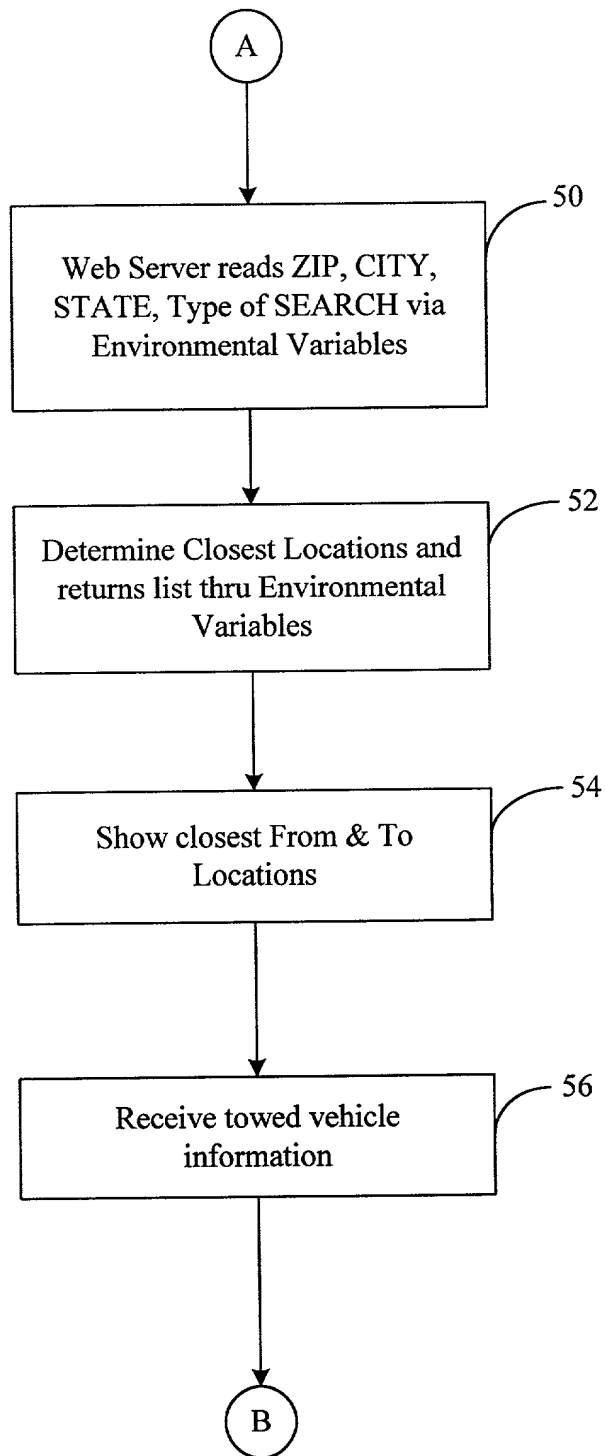 A
50
Web Server reads ZIP, CITY,
STATE, Type of SEARCH via
Environmental Variables
52
Determine Closest Locations and
returns list thru Environmental
Variables
54
Show closest From & To
Locations
56
Receive towed vehicle
information
B